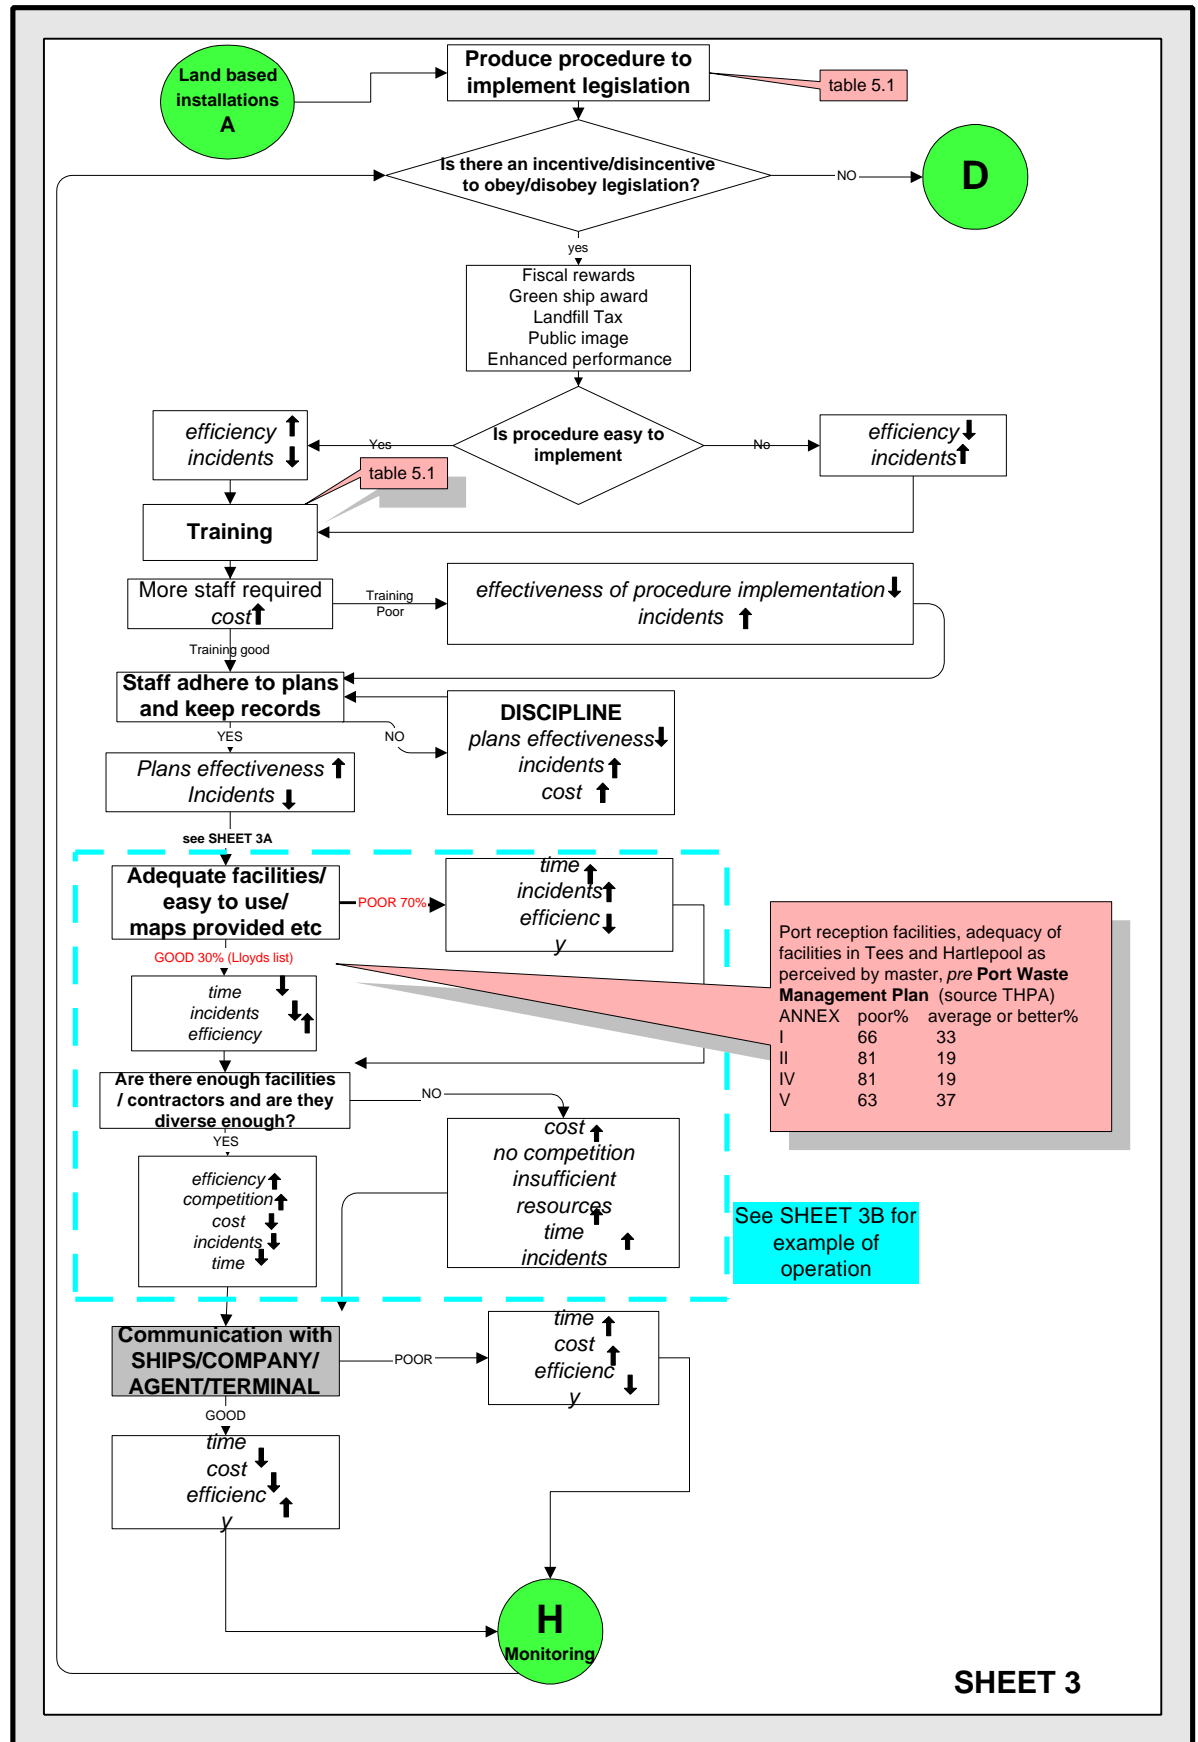 Land based
installations
A
Produce procedure to
implement legislation
table 5.1
Is there an incentive/disincentive
to obey/disobey legislation?
NO
D
yes
Fiscal rewards
Green ship award
Landfill Tax
Public image
Enhanced performance
efficiency
incidents
Yes
Is procedure easy to
implement
No
efficiency
incidents
table 5.1
Training
More staff required
cost
Training
Poor
effectiveness of procedure implementation
incidents
Training good
Staff adhere to plans
and keep records
NO
DISCIPLINE
plans effectiveness
incidents
cost
YES
Plans effectiveness
Incidents
see SHEET 3A
Adequate facilities/
easy to use/
maps provided etc
POOR 70%
time
incidents
efficienc
y
GOOD 30% (Lloyds list)
time
incidents
efficiency
Port reception facilities, adequacy of
facilities in Tees and Hartlepool as
perceived by master, pre Port Waste
Management Plan (source THPA)
ANNEX poor% average or better%
I 66 33
II 81 19
IV 81 19
V 63 37
Are there enough facilities
/ contractors and are they
diverse enough?
NO
YES
cost
no competition
insufficient
resources
time
incidents
efficiency
competition
cost
incidents
time
See SHEET 3B for
example of
operation
Communication with
SHIPS/COMPANY/
AGENT/TERMINAL
POOR
time
cost
efficienc
y
GOOD
time
cost
efficienc
y
H
Monitoring
SHEET 3